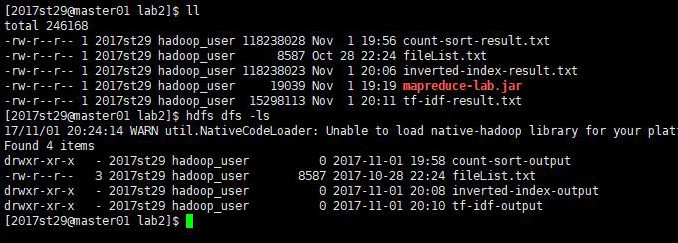 [2017st29@master01 lab2]$ ll
total 246168
-rw-r--r-- 1 2017st29 hadoop_user 118238028 Nov  1 19:56 count-sort-result.txt
-rw-r--r-- 1 2017st29 hadoop_user      8587 Oct 28 22:24 fileList.txt
-rw-r--r-- 1 2017st29 hadoop_user 118238023 Nov  1 20:06 inverted-index-result.txt
-rw-r--r-- 1 2017st29 hadoop_user     19039 Nov  1 19:19 mapreduce-lab.jar
-rw-r--r-- 1 2017st29 hadoop_user  15298113 Nov  1 20:11 tf-idf-result.txt
[2017st29@master01 lab2]$ hdfs dfs -ls
17/11/01 20:24:14 WARN util.NativeCodeLoader: Unable to load native-hadoop library for your plat
Found 4 items
drwxr-xr-x   - 2017st29 hadoop_user          0 2017-11-01 19:58 count-sort-output
-rw-r--r--   3 2017st29 hadoop_user       8587 2017-10-28 22:24 fileList.txt
drwxr-xr-x   - 2017st29 hadoop_user          0 2017-11-01 20:08 inverted-index-output
drwxr-xr-x   - 2017st29 hadoop_user          0 2017-11-01 20:10 tf-idf-output
[2017st29@master01 lab2]$